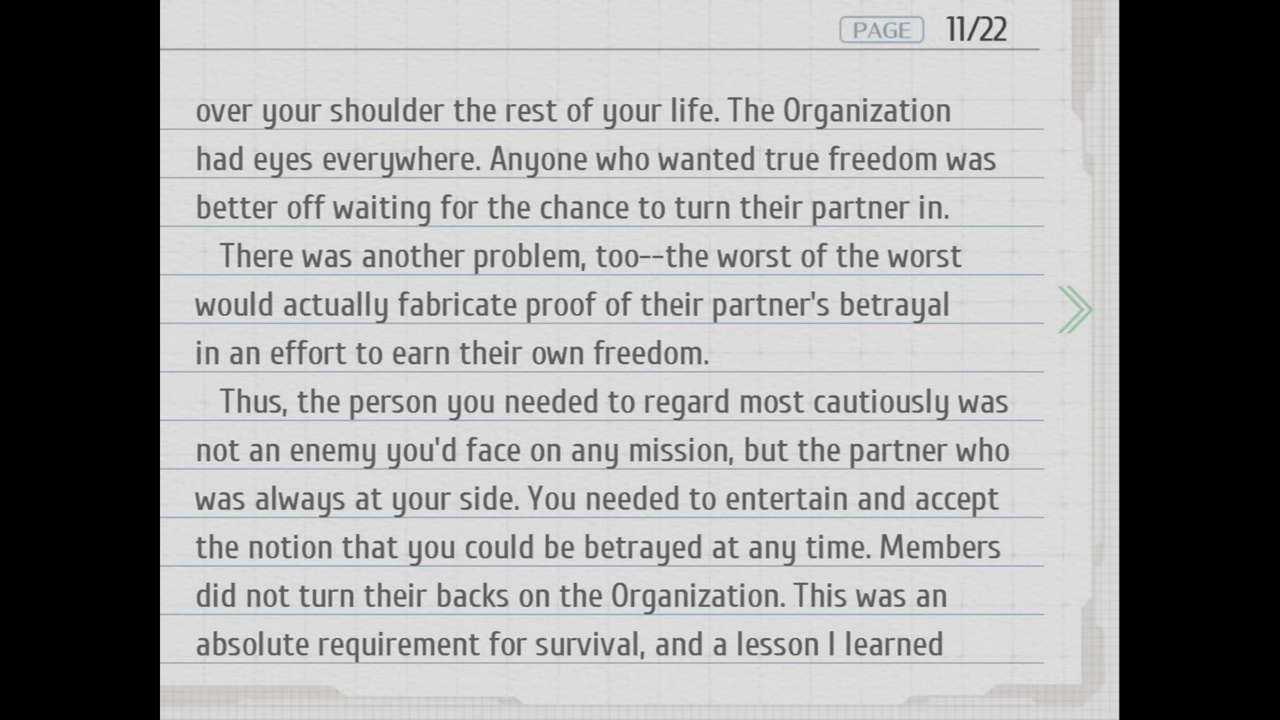 PAGE 11/22
over your shoulder the rest of your life. The Organization
had eyes everywhere. Anyone who wanted true freedom was
better off waiting for the chance to turn their partner in.
There was another problem, too--the worst of the worst
would actually fabricate proof of their partner's betrayal
in an effort to earn their own freedom.
Thus, the person you needed to regard most cautiously was
not an enemy you'd face on any mission, but the partner who
was always at your side. You needed to entertain and accept
the notion that you could be betrayed at any time. Members
did not turn their backs on the Organization. This was an
absolute requirement for survival, and a lesson I learned